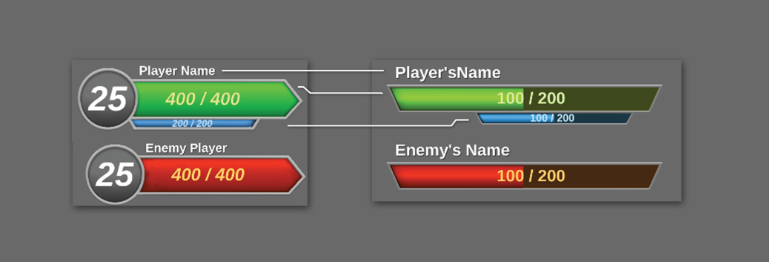 Player Name
25
400 / 400
200 / 200
Enemy Player
25
400 / 400
Player'sName
100 / 200
100 / 200
Enemy's Name
100 / 200